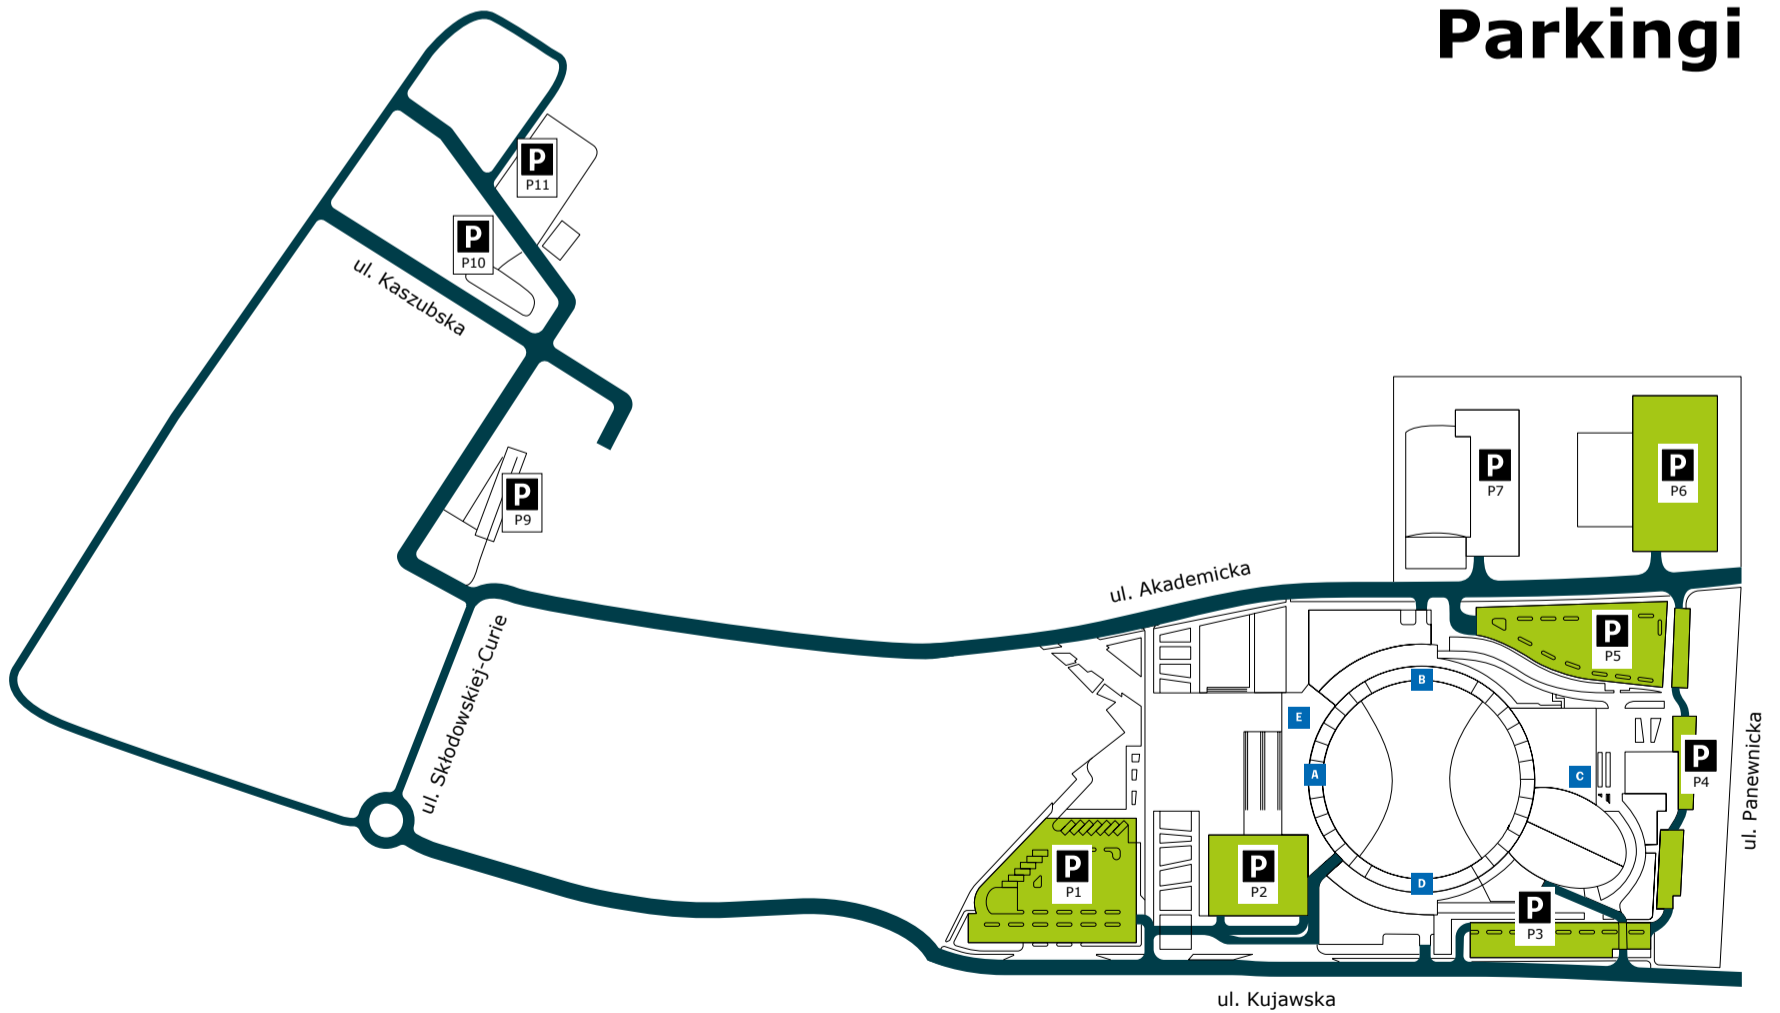 Parkingi
P
P11
P
P10
ul. Kaszubska
P
P9
P
P7
P
P6
ul. Akademicka
ul. Skłodowskiej-Curie
P
P5
B
E
A
C
P
P4
ul. Panewnicka
P
P1
P
P2
D
P
P3
ul. Kujawska